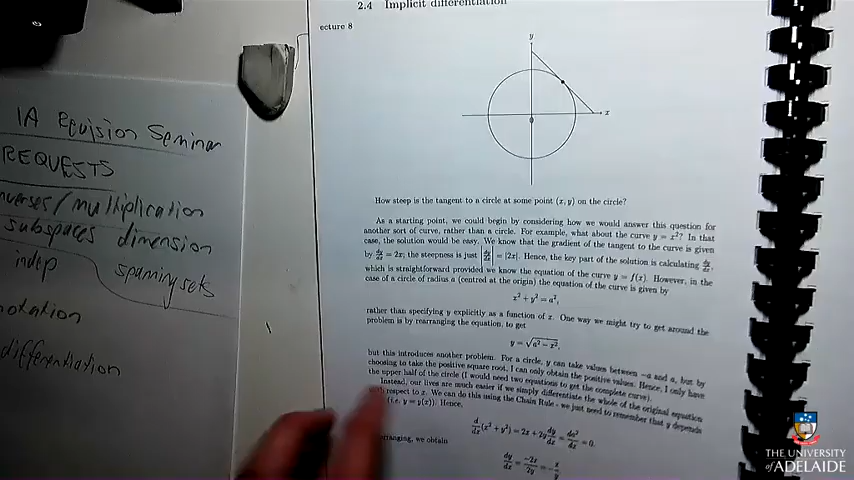 2.4 Implicit differentiation
ecture 8
y
x
0
How steep is the tangent to a circle at some point (x, y) on the circle?
As a starting point, we could begin by considering how we would answer this question for
another sort of curve, rather than a circle. For example, what about the curve y = x²? In that
case, the solution would be easy. We know that the gradient of the tangent to the curve is given
by dy/dx = 2x; the steepness is just |dy/dx| = |2x|. Hence, the key part of the solution is calculating dy/dx,
which is straightforward provided we know the equation of the curve y = f(x). However, in the
case of a circle of radius a (centred at the origin) the equation of the curve is given by
x² + y² = a²,
rather than specifying y explicitly as a function of x. One way we might try to get around the
problem is by rearranging the equation, to get
y = √a² − x²,
but this introduces another problem. For a circle, y can take values between −a and a, but by
choosing to take the positive square root, I can only obtain the positive values. Hence, I only have
the upper half of the circle (I would need two equations to get the complete curve).
Instead, our lives are much easier if we simply differentiate the whole of the original equation
respect to x. We can do this using the Chain Rule - we just need to remember that y depends
(i.e. y = y(x)). Hence,
d/dx(x² + y²) = 2x + 2y dy/dx = da²/dx = 0.
arranging, we obtain
dy/dx = −2x/2y = −x/y
1A Revision Seminar
REQUESTS
nverses/multiplication
subspaces dimension
indep spanning sets
notation
differentiation
THE UNIVERSITY
of ADELAIDE